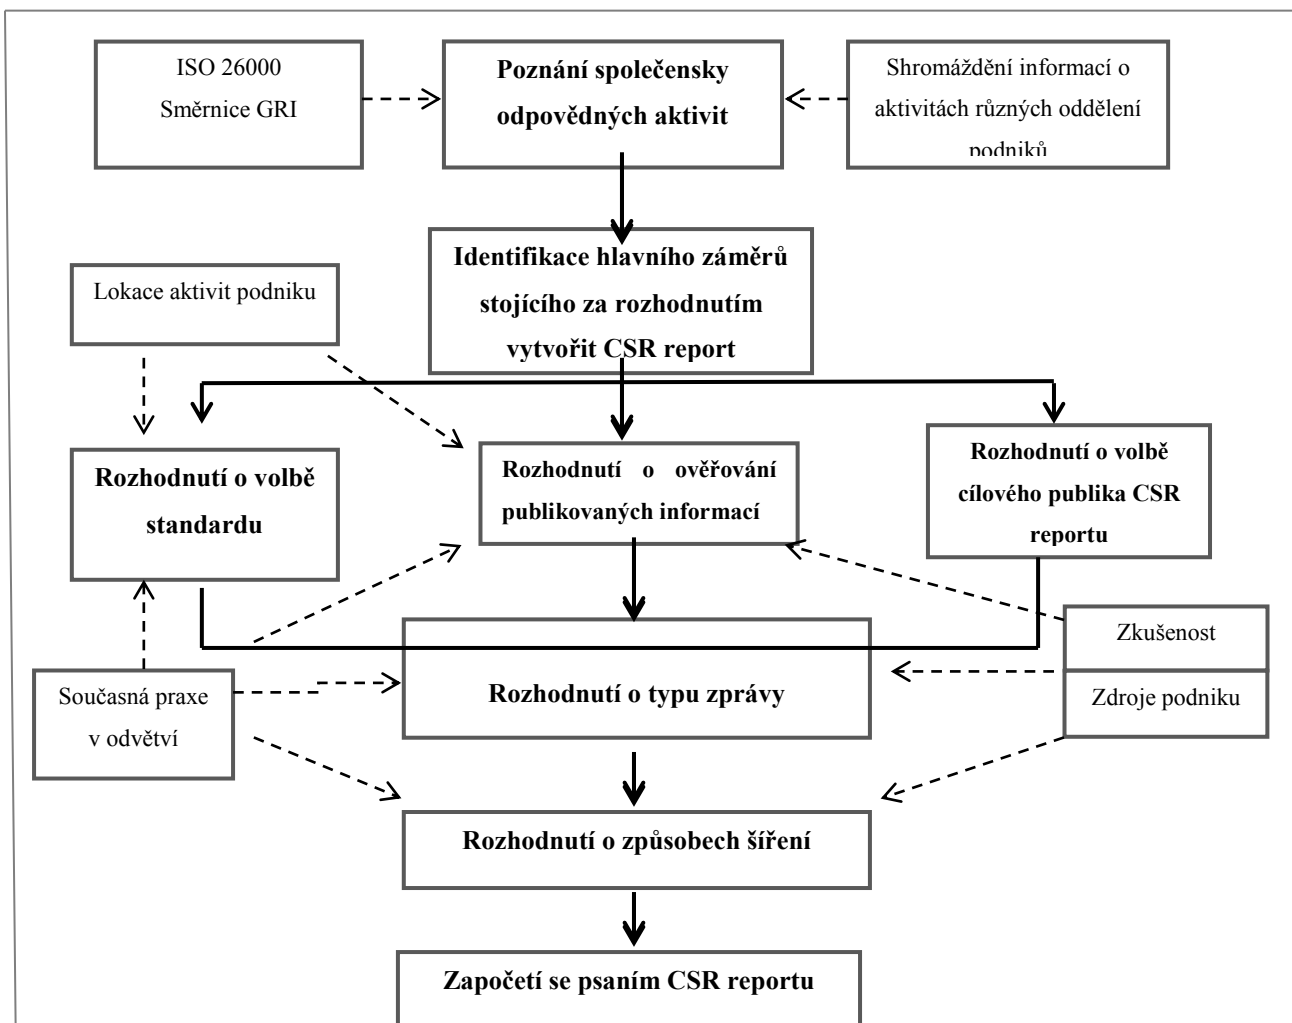 ISO 26000
Směrnice GRI
Poznání společensky
odpovědných aktivit
Shromáždění informací o
aktivitách různých oddělení
podniků
Identifikace hlavního záměrů
stojícího za rozhodnutím
vytvořit CSR report
Lokace aktivit podniku
Rozhodnutí o volbě
standardu
Rozhodnutí o ověřování
publikovaných informací
Rozhodnutí o volbě
cílového publika CSR
reportu
Zkušenost
Zdroje podniku
Současná praxe
v odvětví
Rozhodnutí o typu zprávy
Rozhodnutí o způsobech šíření
Započetí se psaním CSR reportu